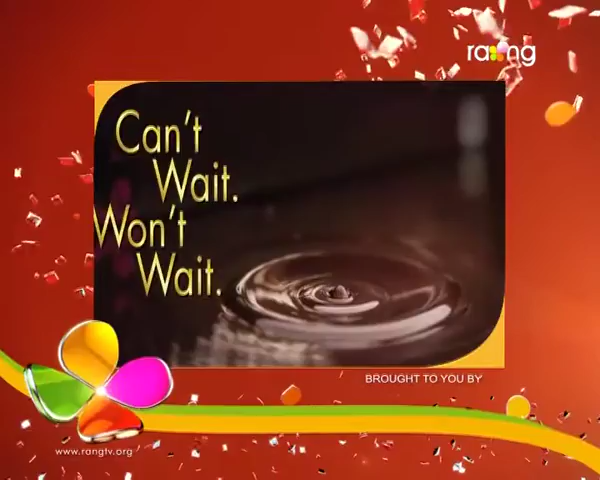 rang
Can't
Wait.
Won't
Wait.
BROUGHT TO YOU BY
www.rangtv.org